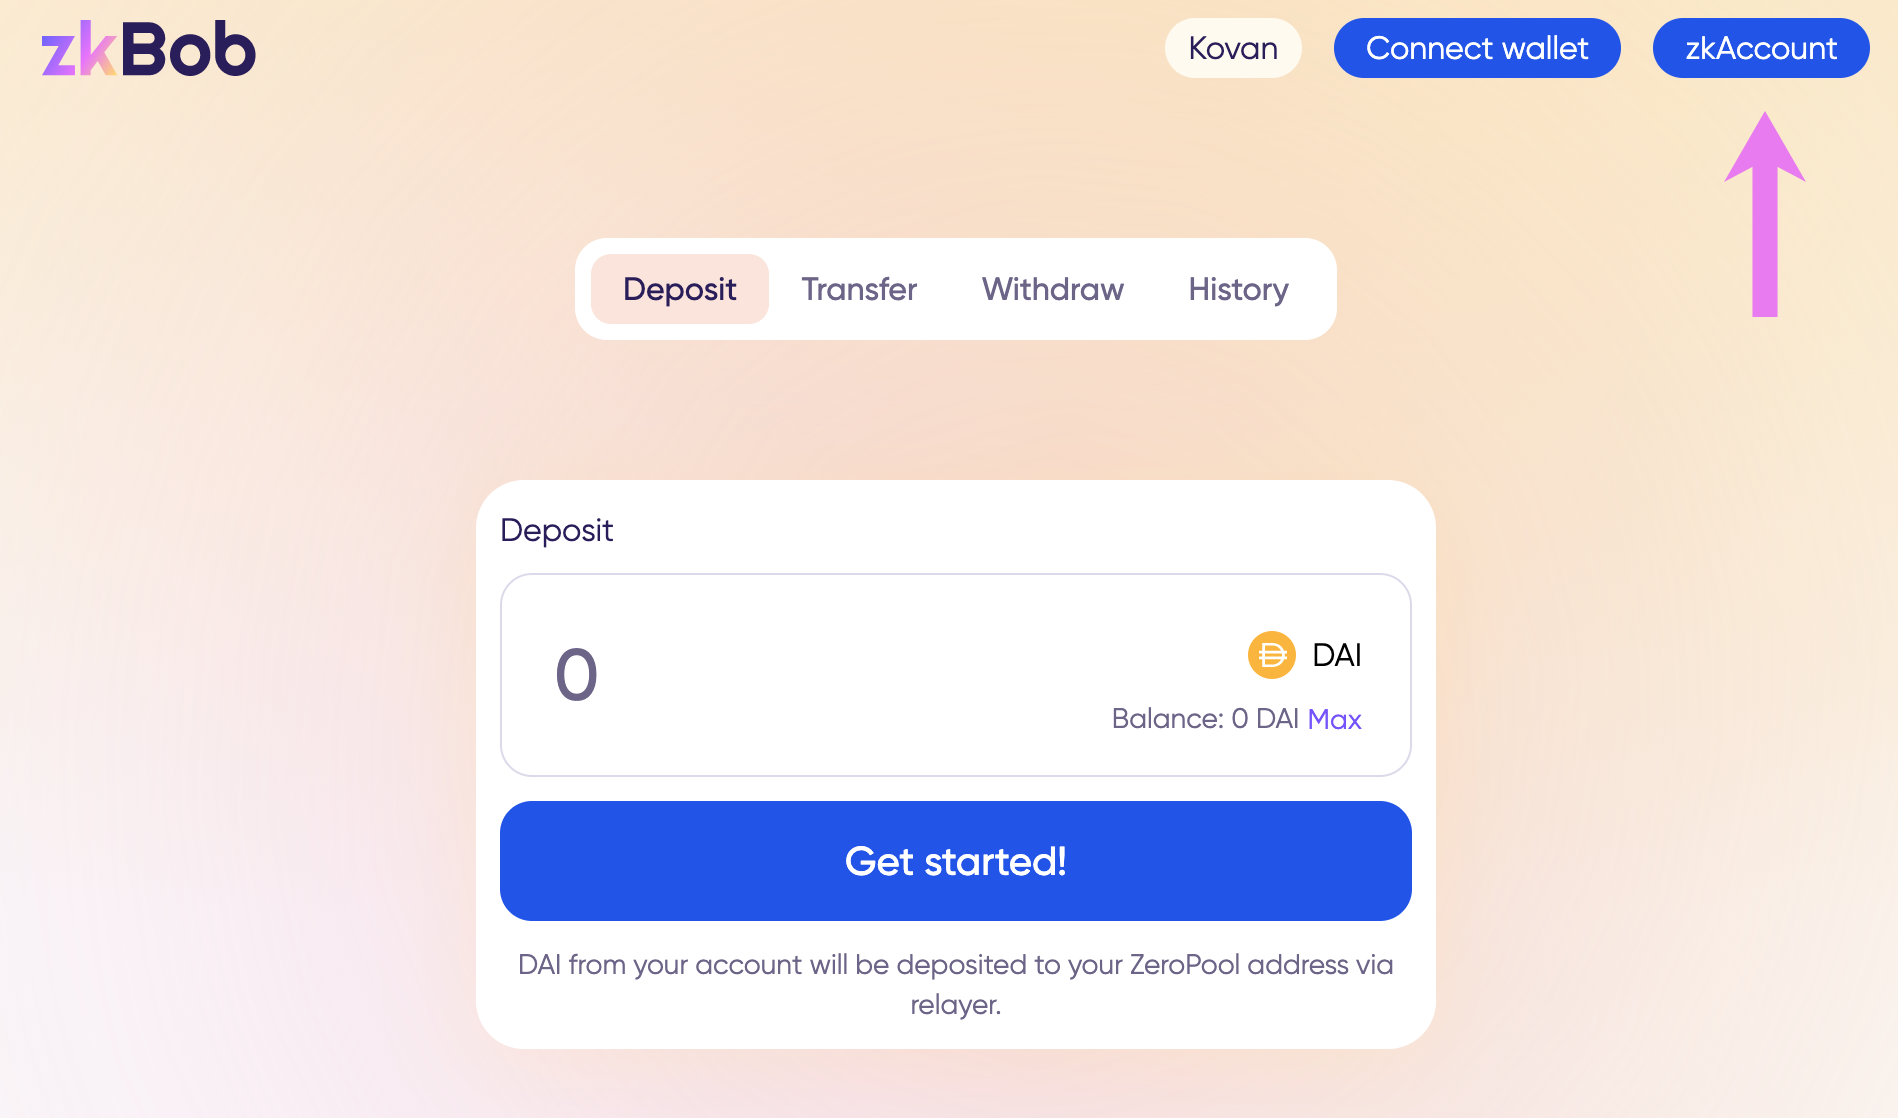 zkBob
Kovan
Connect wallet
zkAccount
Deposit
Transfer
Withdraw
History
Deposit
0
DAI
Balance: 0 DAI Max
Get started!
DAI from your account will be deposited to your ZeroPool address via
relayer.